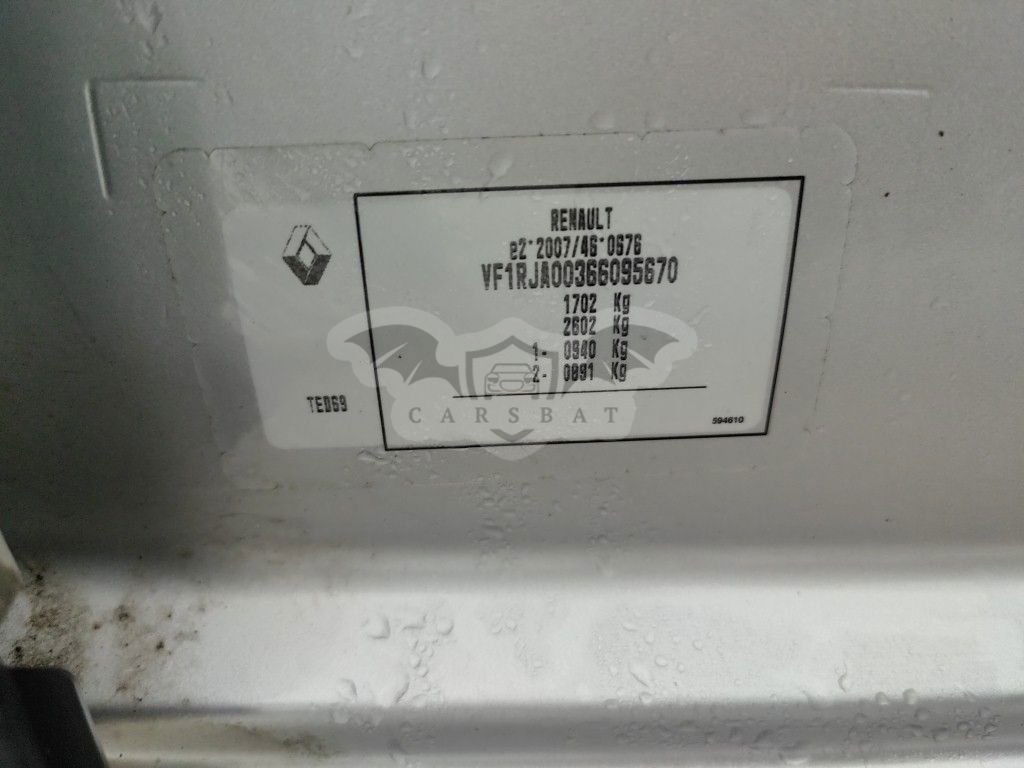 RENAULT
e2*2007/46*0676
VF1RJA00366095670
1702 Kg
2602 Kg
1- 0940 Kg
2- 0891 Kg
TED69
594610
CARSBAT